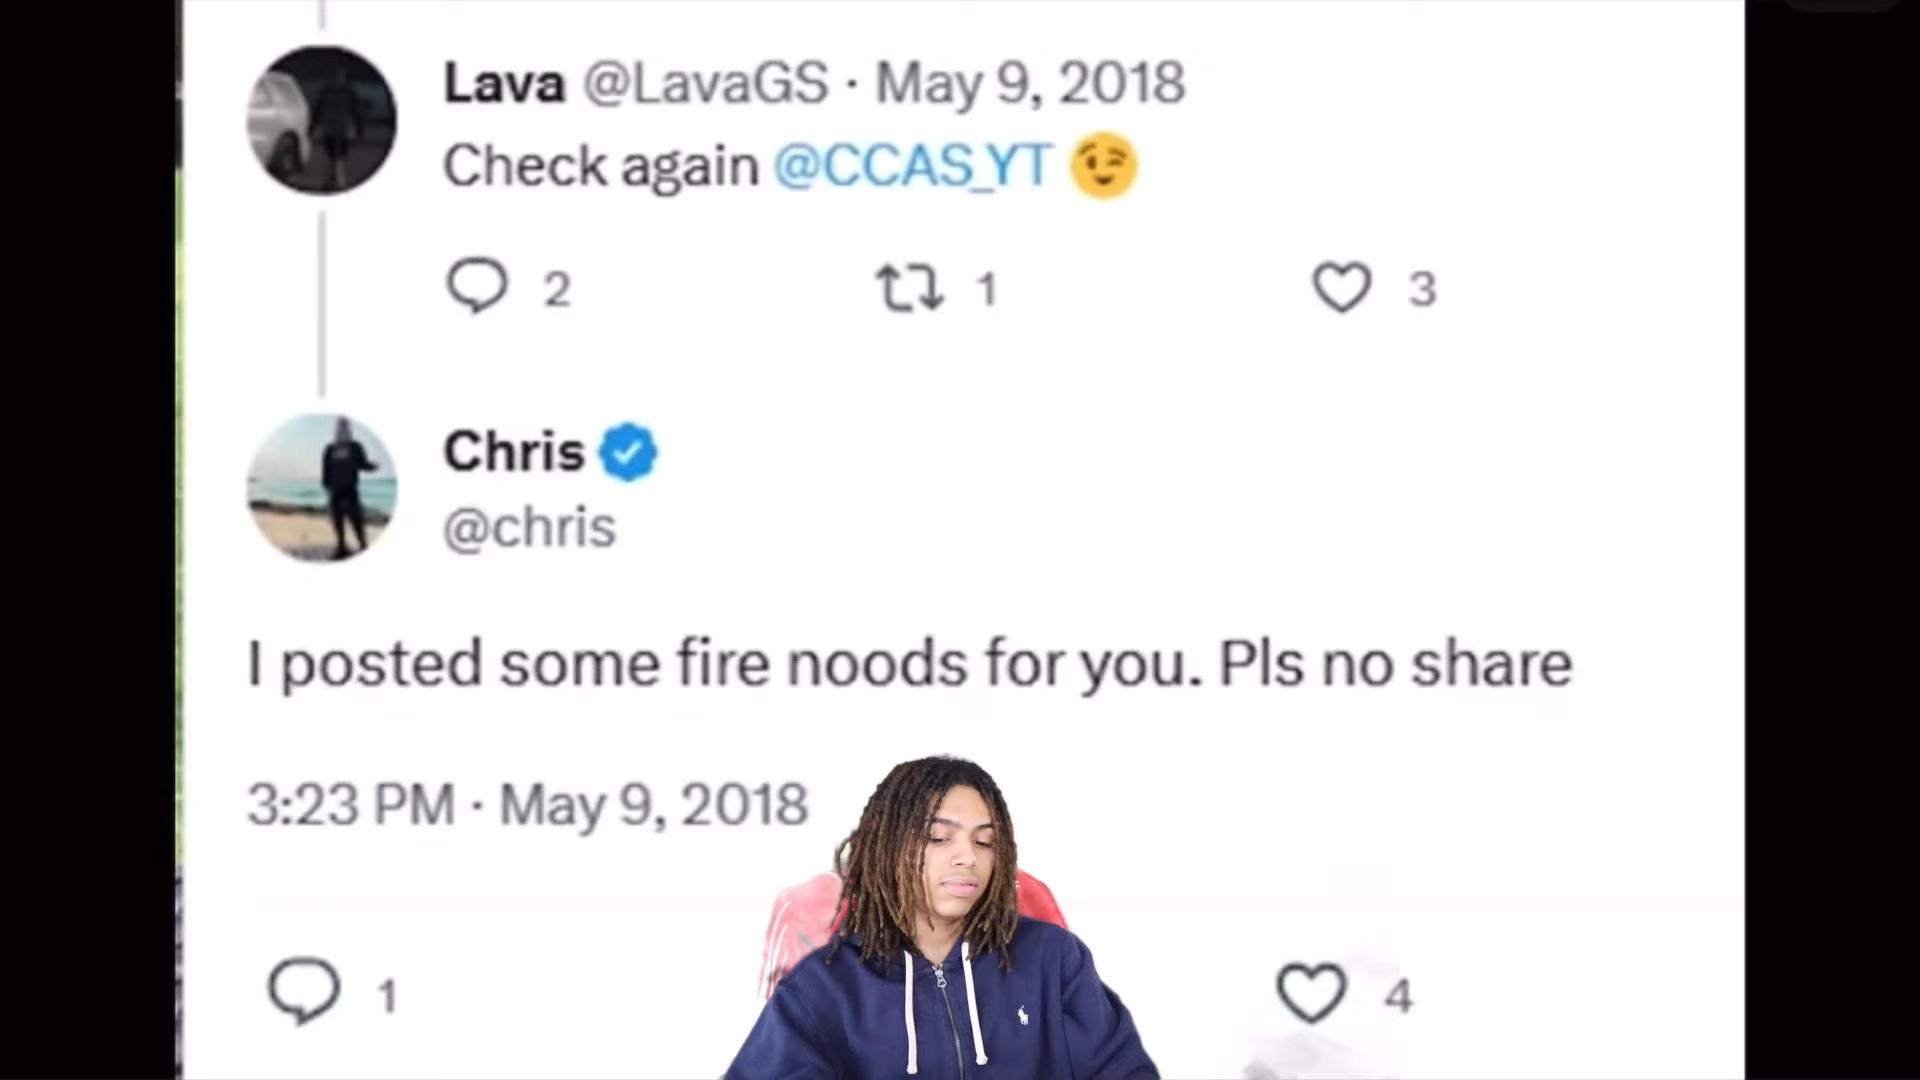 Lava @LavaGS · May 9, 2018
Check again @CCAS_YT 😉
2 1 3
Chris
@chris
I posted some fire noods for you. Pls no share
3:23 PM · May 9, 2018
1 4